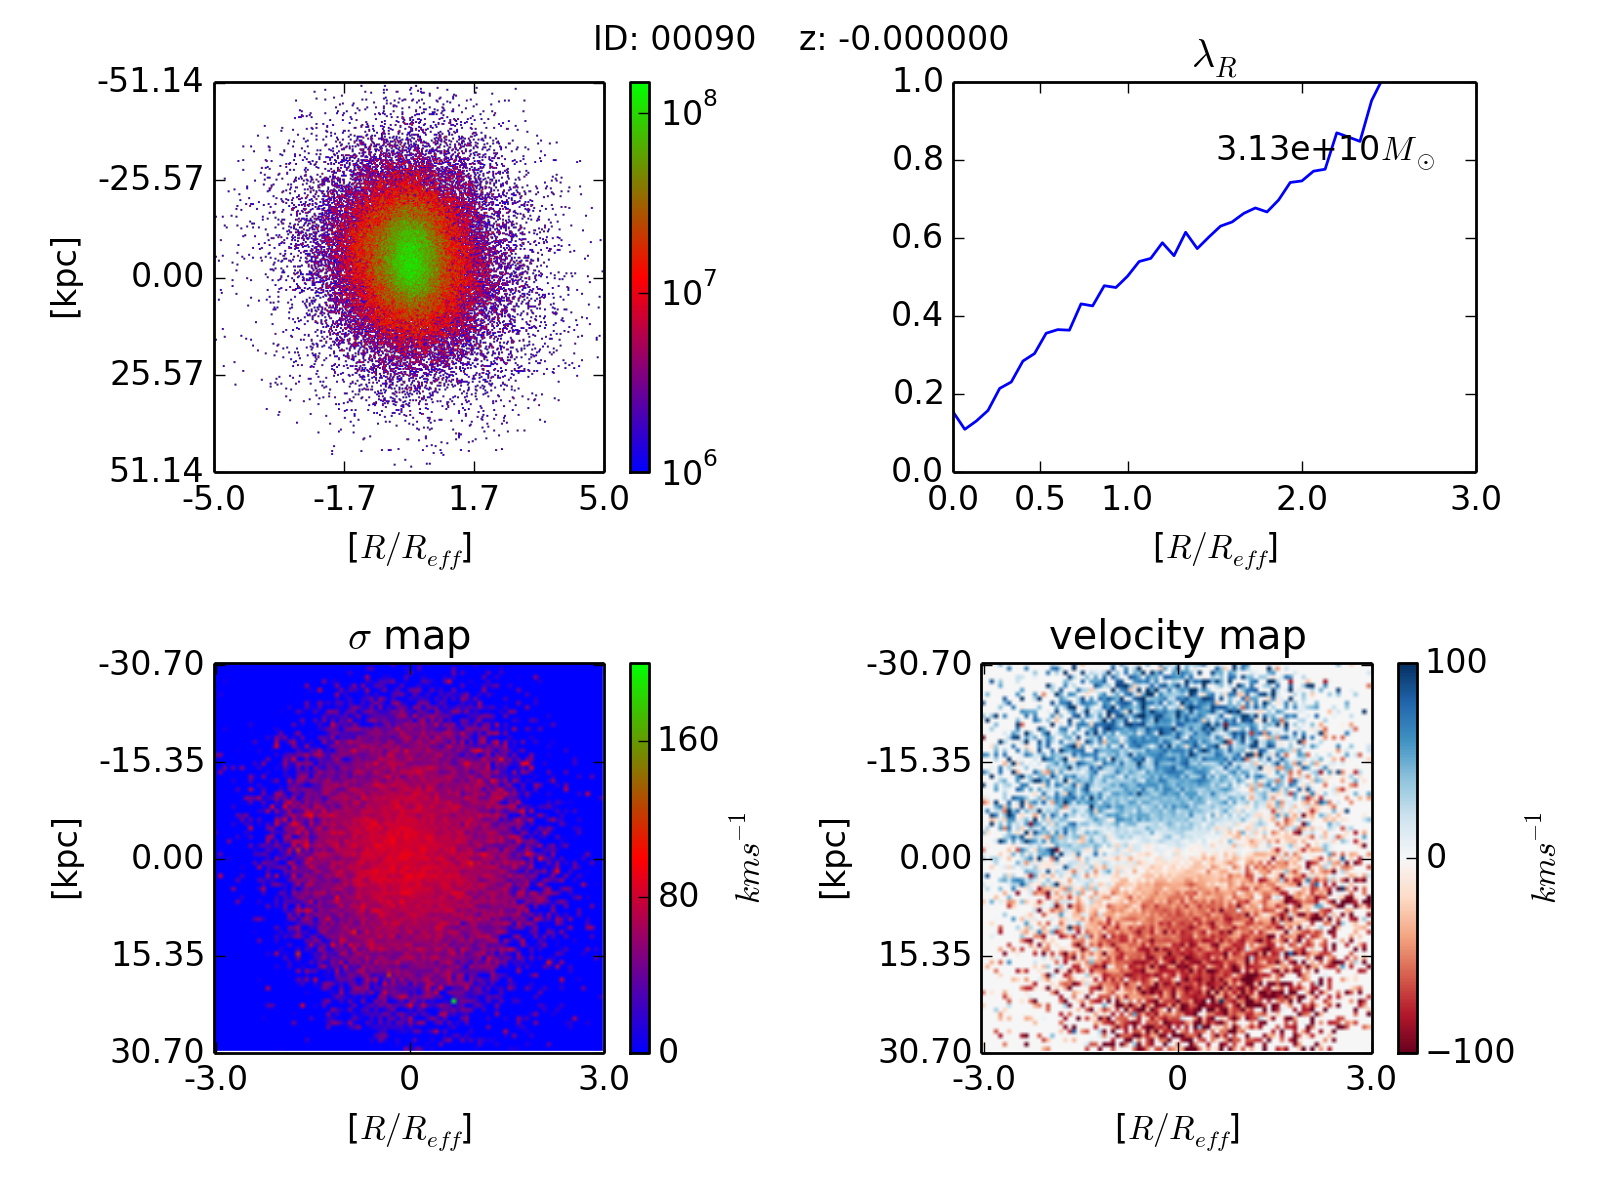 ID: 00090 z: -0.000000
-51.14
-25.57
0.00
25.57
51.14
[kpc]
-5.0 -1.7 1.7 5.0
[R/R_eff]
10^8
10^7
10^6
λ_R
1.0
0.8
0.6
0.4
0.2
0.0
3.13e+10M_⊙
0.0 0.5 1.0 2.0 3.0
[R/R_eff]
σ map
-30.70
-15.35
0.00
15.35
30.70
[kpc]
-3.0 0 3.0
[R/R_eff]
160
80
0
kms^−1
velocity map
-30.70
-15.35
0.00
15.35
30.70
[kpc]
-3.0 0 3.0
[R/R_eff]
100
0
−100
kms^−1